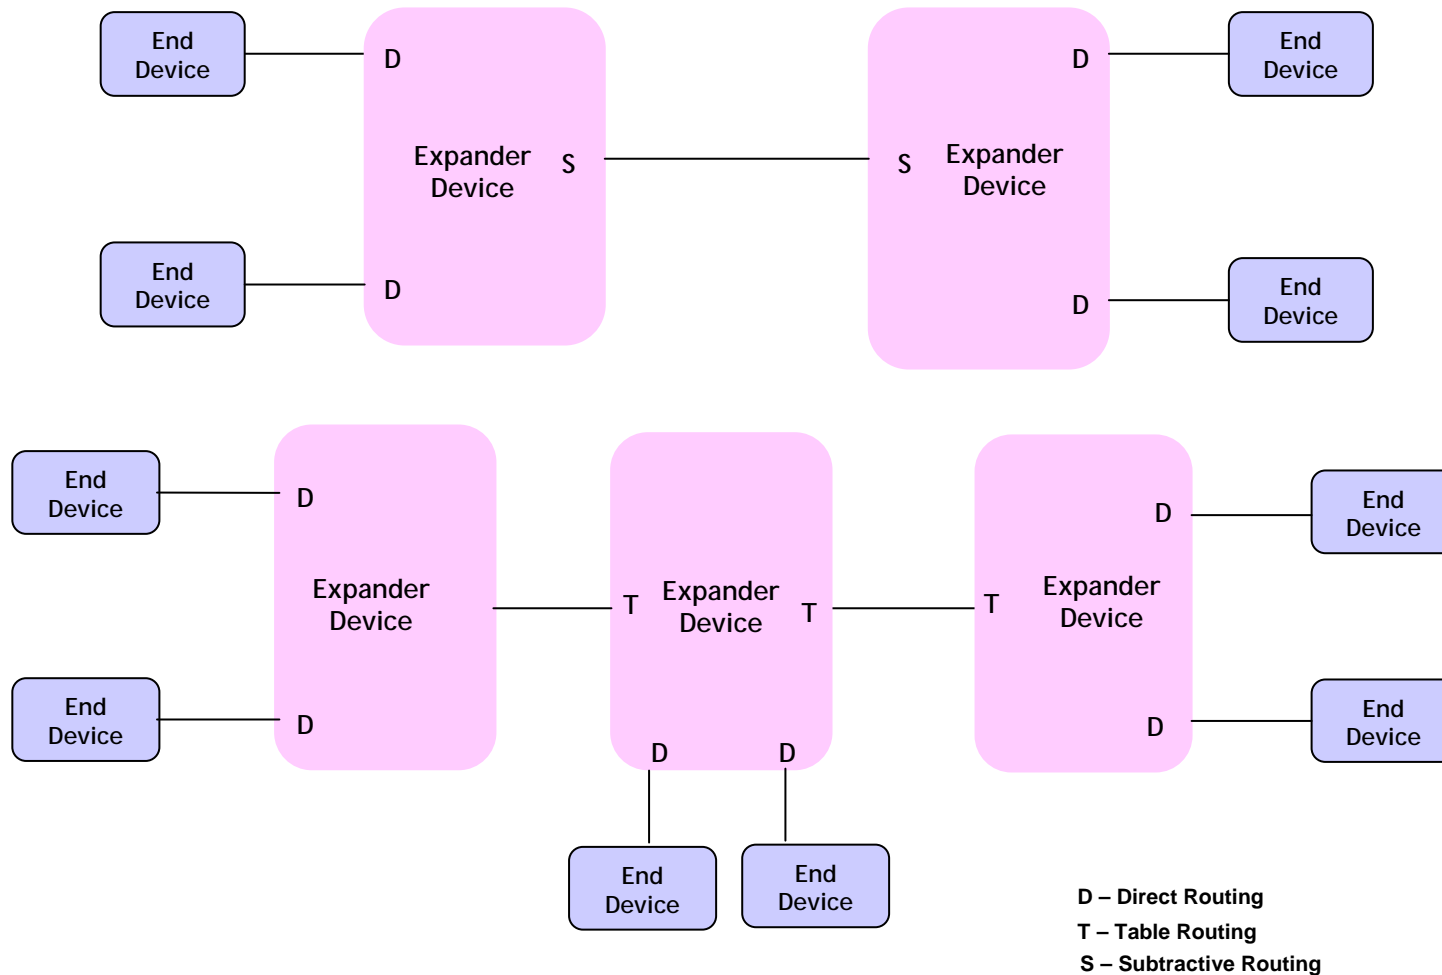 End
Device
D
Expander
Device
S
End
Device
D
S
Expander
Device
D
End
Device
D
End
Device
End
Device
D
Expander
Device
End
Device
D
T
Expander
Device
T
D
D
End
Device
End
Device
T
Expander
Device
D
End
Device
D
End
Device
D – Direct Routing
T – Table Routing
S – Subtractive Routing